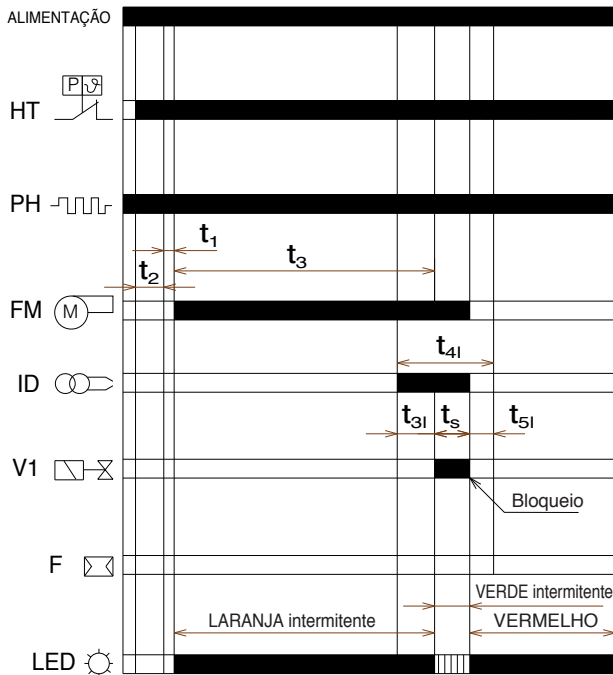 ALIMENTAÇÃO
P ϑ
HT
PH
t1
t2
t3
FM M
t4l
ID
t3l ts t5l
V1
Bloqueio
F
VERDE intermitente
LARANJA intermitente VERMELHO
LED